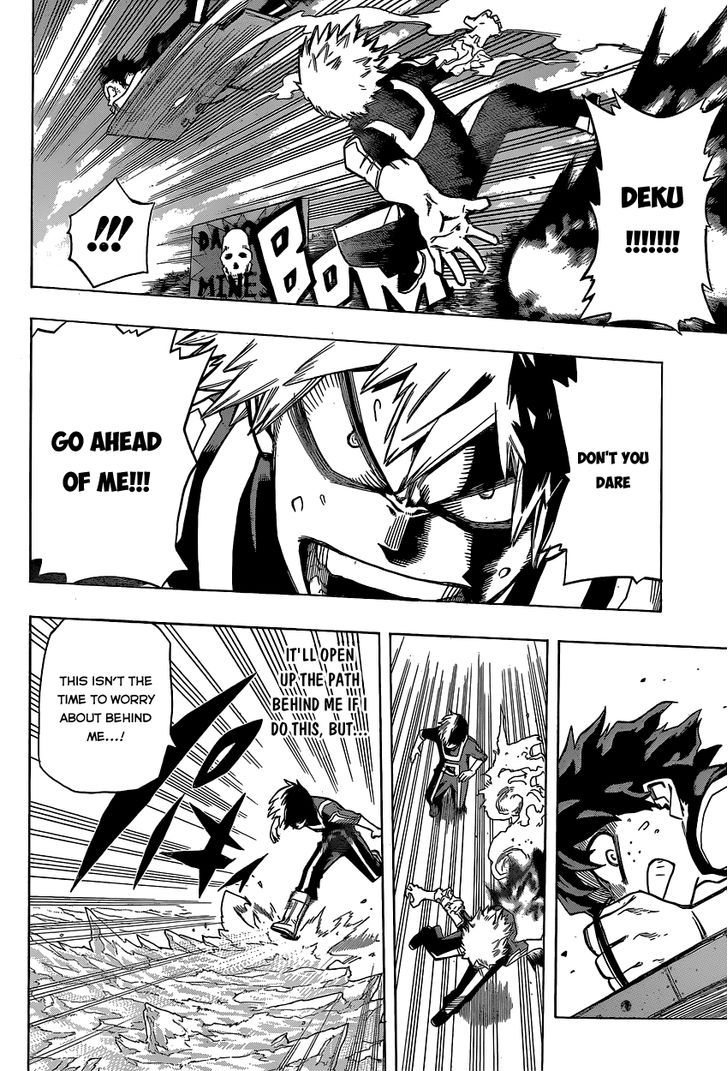 DEKU
!!!!!!!
!!!
DA
MINES
BOM
DON'T YOU
DARE
GO AHEAD
OF ME!!!
IT'LL OPEN
UP THE PATH
BEHIND ME IF I
DO THIS, BUT...
THIS ISN'T THE
TIME TO WORRY
ABOUT BEHIND
ME...!